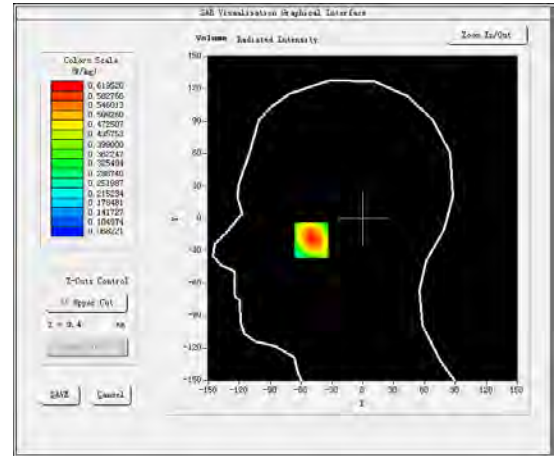 SAR Visualisation Graphical Interface
Volume Radiated Intensity
Zoom In/Out
Colors Scale
(W/kg)
0.619520
0.582766
0.546013
0.509260
0.472507
0.435753
0.399000
0.362247
0.325494
0.288740
0.251987
0.215234
0.178481
0.141727
0.104974
0.068221
Z-Cuts Control
Upper Cut
Z = 0.4 mm
SAVE
Cancel
150
120
90
60
30
0
-30
-60
-90
-120
-150
Y
-150 -120 -90 -60 -30 0 30 60 90 120 150
X